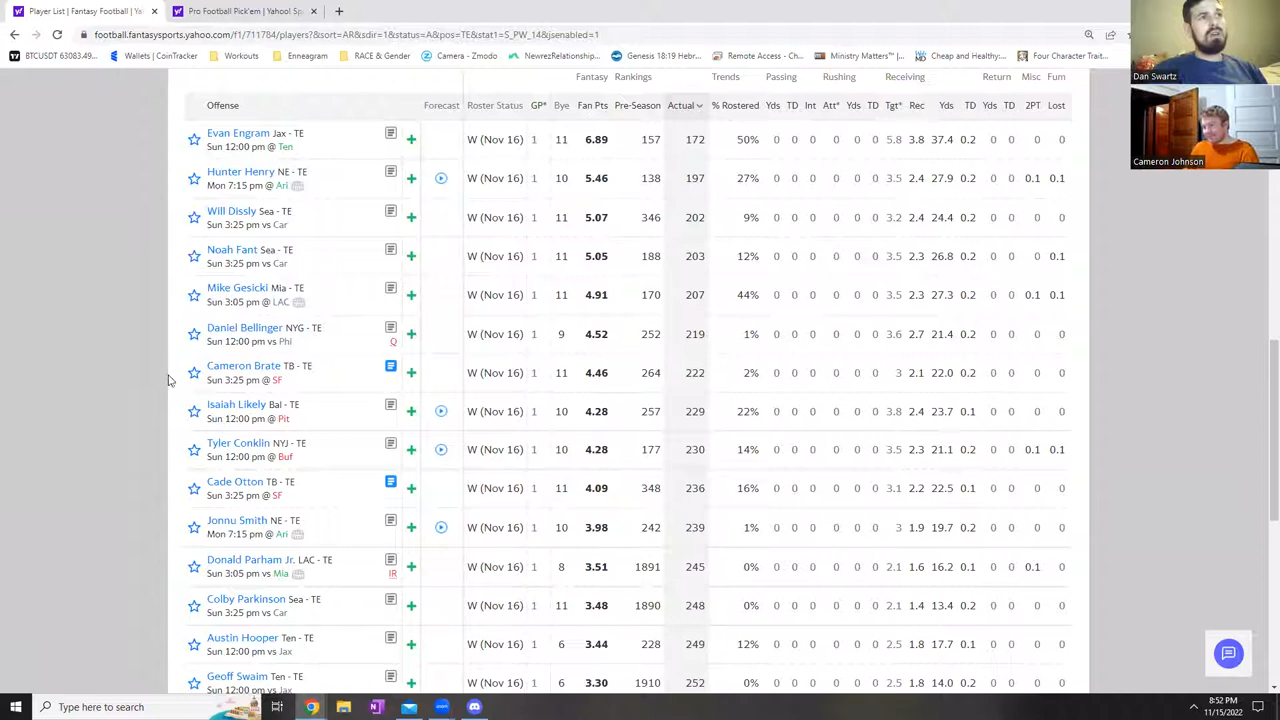 Player List | Fantasy Football | Ya
Pro Football Pick'em | Yahoo! Sp
football.fantasysports.yahoo.com/f1/711784/players?&sort=AR&sdir=1&status=A&pos=TE&stat1=S_PW_14&jsenabled=1
BTCUSDT 63083.49... Wallets | CoinTracker Workouts Enneagram RACE & Gender Camera - Zmodo NewrezRelationship... Genesis 18:19 Hebr... Remote Access - Ch... Ministry Matters™ |... Cheap and Healthy:... Four Character Trait...
Dan Swartz
Cameron Johnson
Fantasy Rankings Trends Passing Rushing Receiving Return Misc Fum
Offense Forecast Roster Status GP* Bye Fan Pts Pre-Season Actual % Rostered Yds TD Int Att* Yds TD Tgt* Rec Yds TD Yds TD 2PT Lost
Evan Engram Jax - TE
Sun 12:00 pm @ Ten
W (Nov 16) 1 11 6.89 157 172 50% 0 0 0 0 0 0 5.8 3.8 37.4 0.2 0 0 0 0
Hunter Henry NE - TE
Mon 7:15 pm @ Ari
W (Nov 16) 1 10 5.46 138 197 27% 0 0 0 0 0 0 3.6 2.4 27.9 0.2 0 0 0.1 0.1
Will Dissly Sea - TE
Sun 3:25 pm vs Car
W (Nov 16) 1 11 5.07 346 202 9% 0 0 0 0 0 0 3.2 2.4 24.4 0.2 0 0 0 0
Noah Fant Sea - TE
Sun 3:25 pm vs Car
W (Nov 16) 1 11 5.05 188 203 12% 0 0 0 0 0 0 3.5 2.3 26.8 0.2 0 0 0 0.1
Mike Gesicki Mia - TE
Sun 3:05 pm @ LAC
W (Nov 16) 1 11 4.91 170 207 44% 0 0 0 0 0 0 3.5 2.3 27.3 0.2 0 0 0.1 0.1
Daniel Bellinger NYG - TE
Sun 12:00 pm vs Phi Q
W (Nov 16) 1 9 4.52 252 219 1% 0 0 0 0 0 0 3.6 2.7 21.4 0.2 0 0 0 0
Cameron Brate TB - TE
Sun 3:25 pm @ SF
W (Nov 16) 1 11 4.46 264 222 2% 0 0 0 0 0 0 3 2.1 22.0 0.2 0 0 0 0
Isaiah Likely Bal - TE
Sun 12:00 pm @ Pit
W (Nov 16) 1 10 4.28 257 229 22% 0 0 0 0 0 0 3.8 2.4 23.7 0.1 0 0 0 0
Tyler Conklin NYJ - TE
Sun 12:00 pm @ Buf
W (Nov 16) 1 10 4.28 177 230 14% 0 0 0 0 0 0 3.5 2.3 21.1 0.2 0 0 0.1 0.1
Cade Otton TB - TE
Sun 3:25 pm @ SF
W (Nov 16) 1 11 4.09 348 236 16% 0 0 0 0 0 0 3.1 2.2 22.5 0.1 0 0 0 0
Jonnu Smith NE - TE
Mon 7:15 pm @ Ari
W (Nov 16) 1 10 3.98 242 239 1% 0 0 0 0 0 0 3 1.9 19.7 0.2 0 0 0 0
Donald Parham Jr. LAC - TE
Sun 3:05 pm vs Mia IR
W (Nov 16) 1 8 3.51 1891 245 0% 0 0 0 0 0 0 2.1 1.6 16.2 0.1 0 0 0.1 0
Colby Parkinson Sea - TE
Sun 3:25 pm vs Car
W (Nov 16) 1 11 3.48 1890 248 0% 0 0 0 0 0 0 2.1 1.4 13.4 0.2 0 0 0 0
Austin Hooper Ten - TE
Sun 12:00 pm vs Jax
W (Nov 16) 1 6 3.44 228 249 12% 0 0 0 0 0 0 2.5 1.8 17.7 0.1 0 0 0 0
Geoff Swaim Ten - TE
Sun 12:00 pm vs Jax
W (Nov 16) 1 6 3.30 1910 252 0% 0 0 0 0 0 0 2.5 1.8 14.0 0.2 0 0 0 0
Type here to search
8:52 PM
11/15/2022